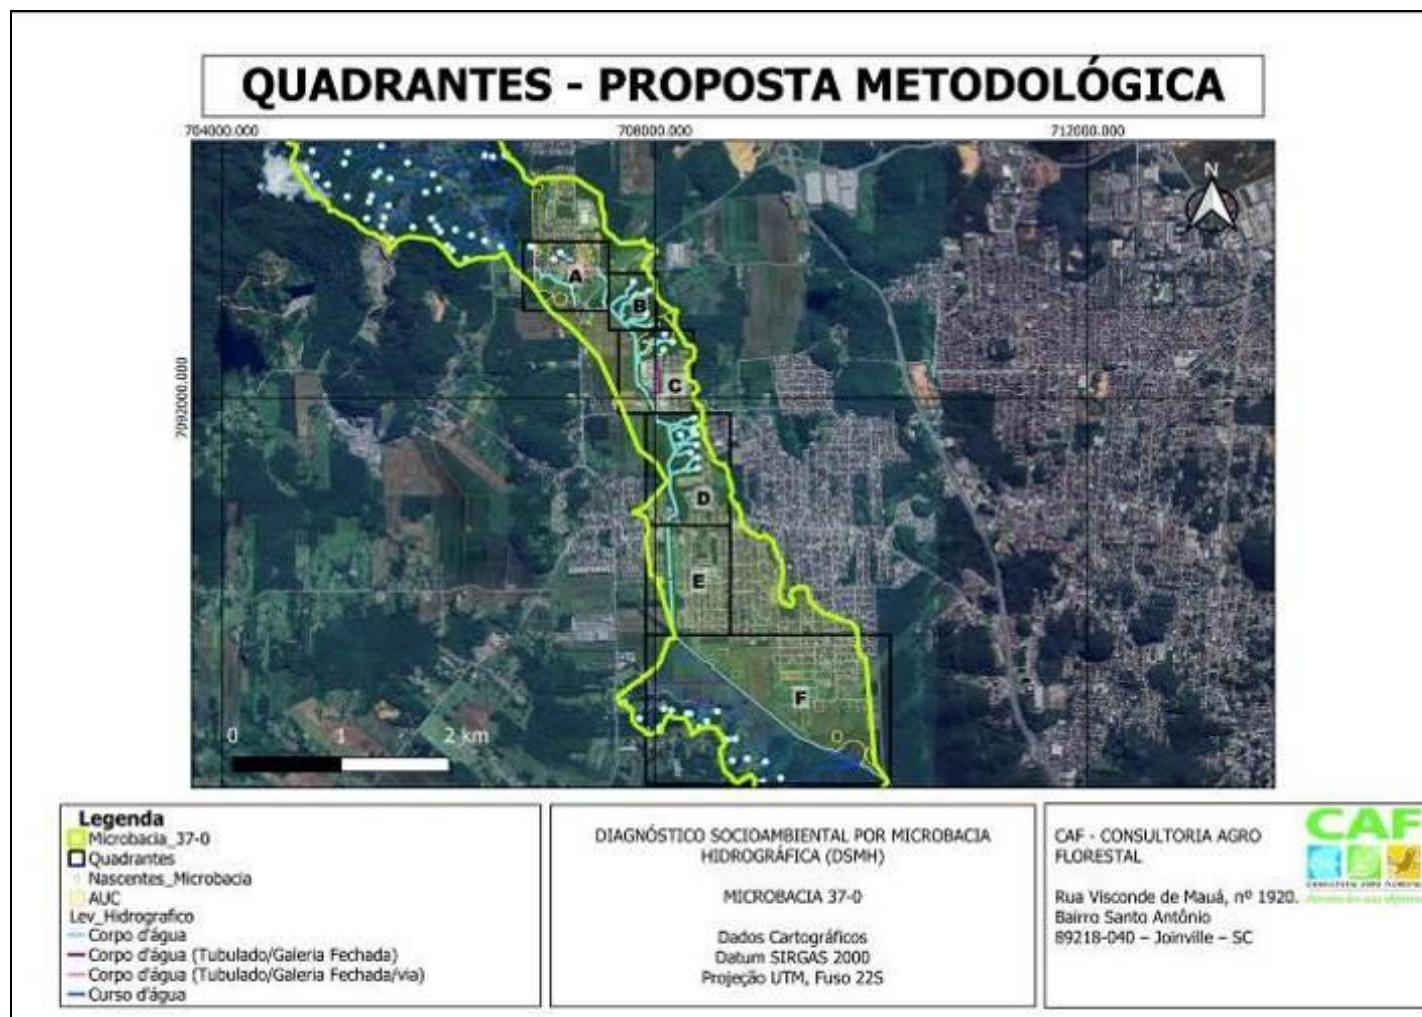 QUADRANTES - PROPOSTA METODOLÓGICA
704000.000
708000.000
712000.000
7092000.000
N
A
B
C
D
E
F
0 1 2 km
Legenda
Microbacia_37-0
Quadrantes
Nascentes_Microbacia
AUC
Lev_Hidrografico
Corpo d'água
Corpo d'água (Tubulado/Galeria Fechada)
Corpo d'água (Tubulado/Galeria Fechada/via)
Curso d'água
DIAGNÓSTICO SOCIOAMBIENTAL POR MICROBACIA
HIDROGRÁFICA (DSMH)
MICROBACIA 37-0
Dados Cartográficos
Datum SIRGAS 2000
Projeção UTM, Fuso 22S
CAF - CONSULTORIA AGRO
FLORESTAL
Rua Visconde de Mauá, nº 1920.
Bairro Santo Antônio
89218-040 – Joinville – SC
CAF
CONSULTORIA AGRO FLORESTAL